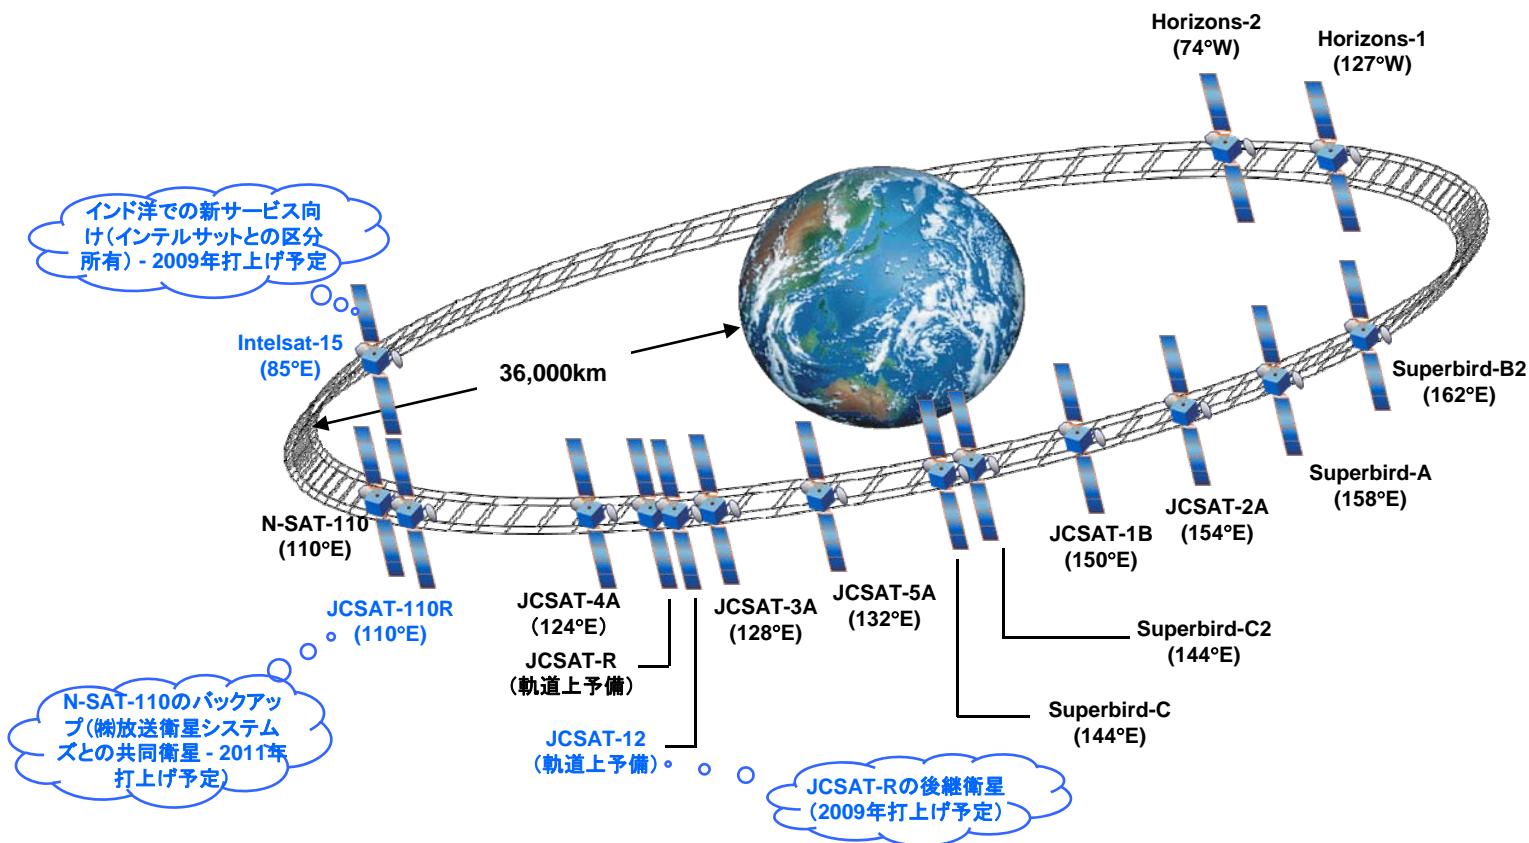 Horizons-2
(74°W)
Horizons-1
(127°W)
インド洋での新サービス向
け(インテルサットとの区分
所有) - 2009年打上げ予定
Intelsat-15
(85°E)
36,000km
Superbird-B2
(162°E)
Superbird-A
(158°E)
JCSAT-2A
(154°E)
JCSAT-1B
(150°E)
N-SAT-110
(110°E)
JCSAT-110R
(110°E)
JCSAT-4A
(124°E)
JCSAT-3A
(128°E)
JCSAT-5A
(132°E)
Superbird-C2
(144°E)
JCSAT-R
(軌道上予備)
Superbird-C
(144°E)
N-SAT-110のバックアッ
プ(㈱放送衛星システム
ズとの共同衛星 - 2011年
打上げ予定)
JCSAT-12
(軌道上予備)
JCSAT-Rの後継衛星
(2009年打上げ予定)